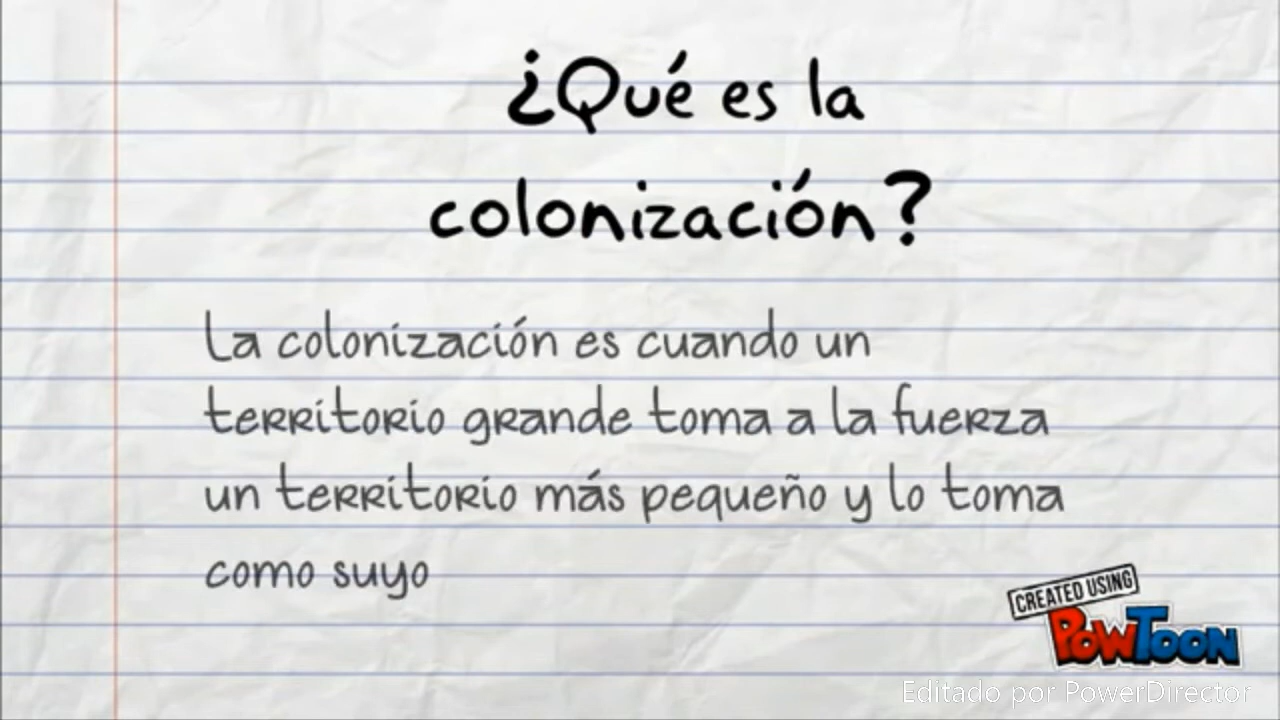 ¿Qué es la
colonización?
La colonización es cuando un
territorio grande toma a la fuerza
un territorio más pequeño y lo toma
como suyo
CREATED USING
POWTOON
Editado por PowerDirector